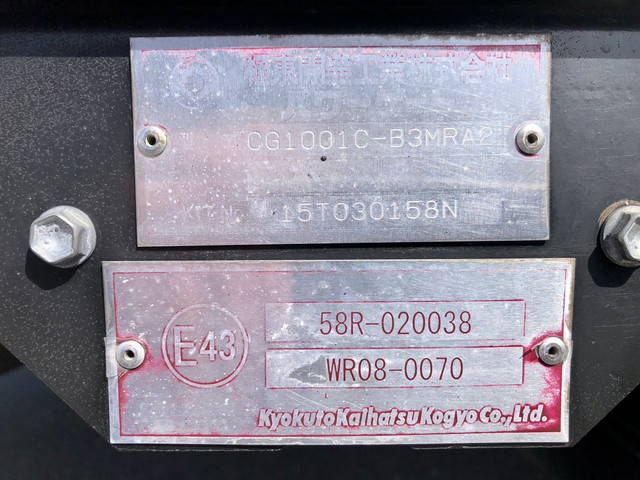 極東開発工業株式会社
CG1001C-B3MRA2
KIT N 15T030158N
E43
58R-020038
WR08-0070
KyokutoKaihatsuKogyoCo.,Ltd.